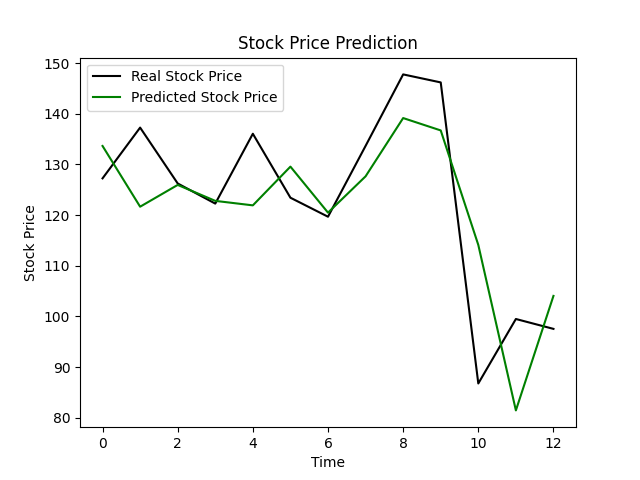 Stock Price Prediction
Real Stock Price
Predicted Stock Price
Stock Price
150
140
130
120
110
100
90
80
0 2 4 6 8 10 12
Time